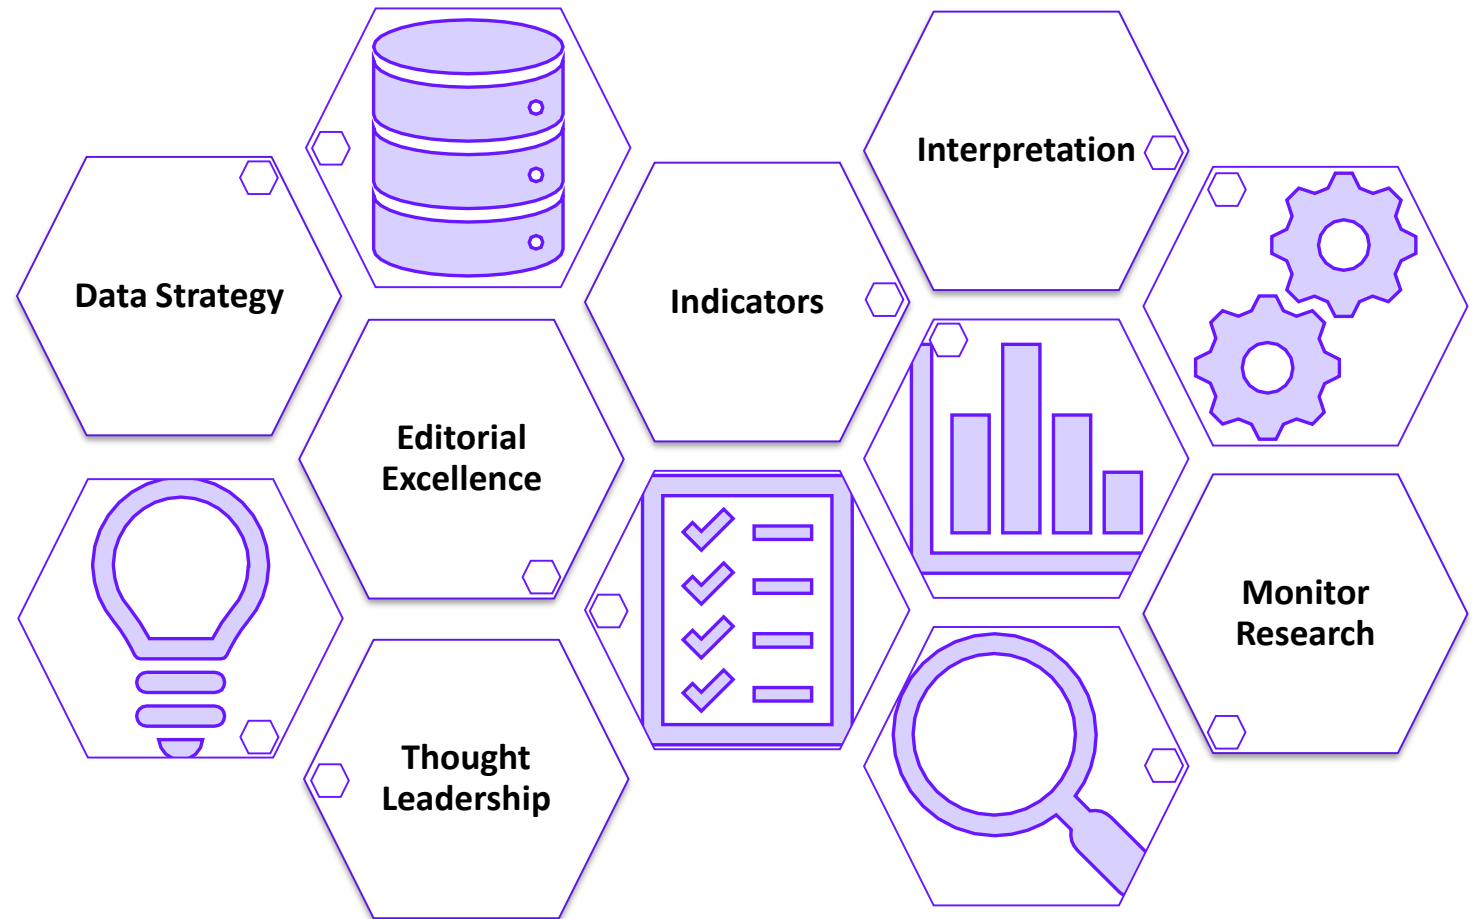 Interpretation
Data Strategy
Indicators
Editorial
Excellence
Monitor
Research
Thought
Leadership